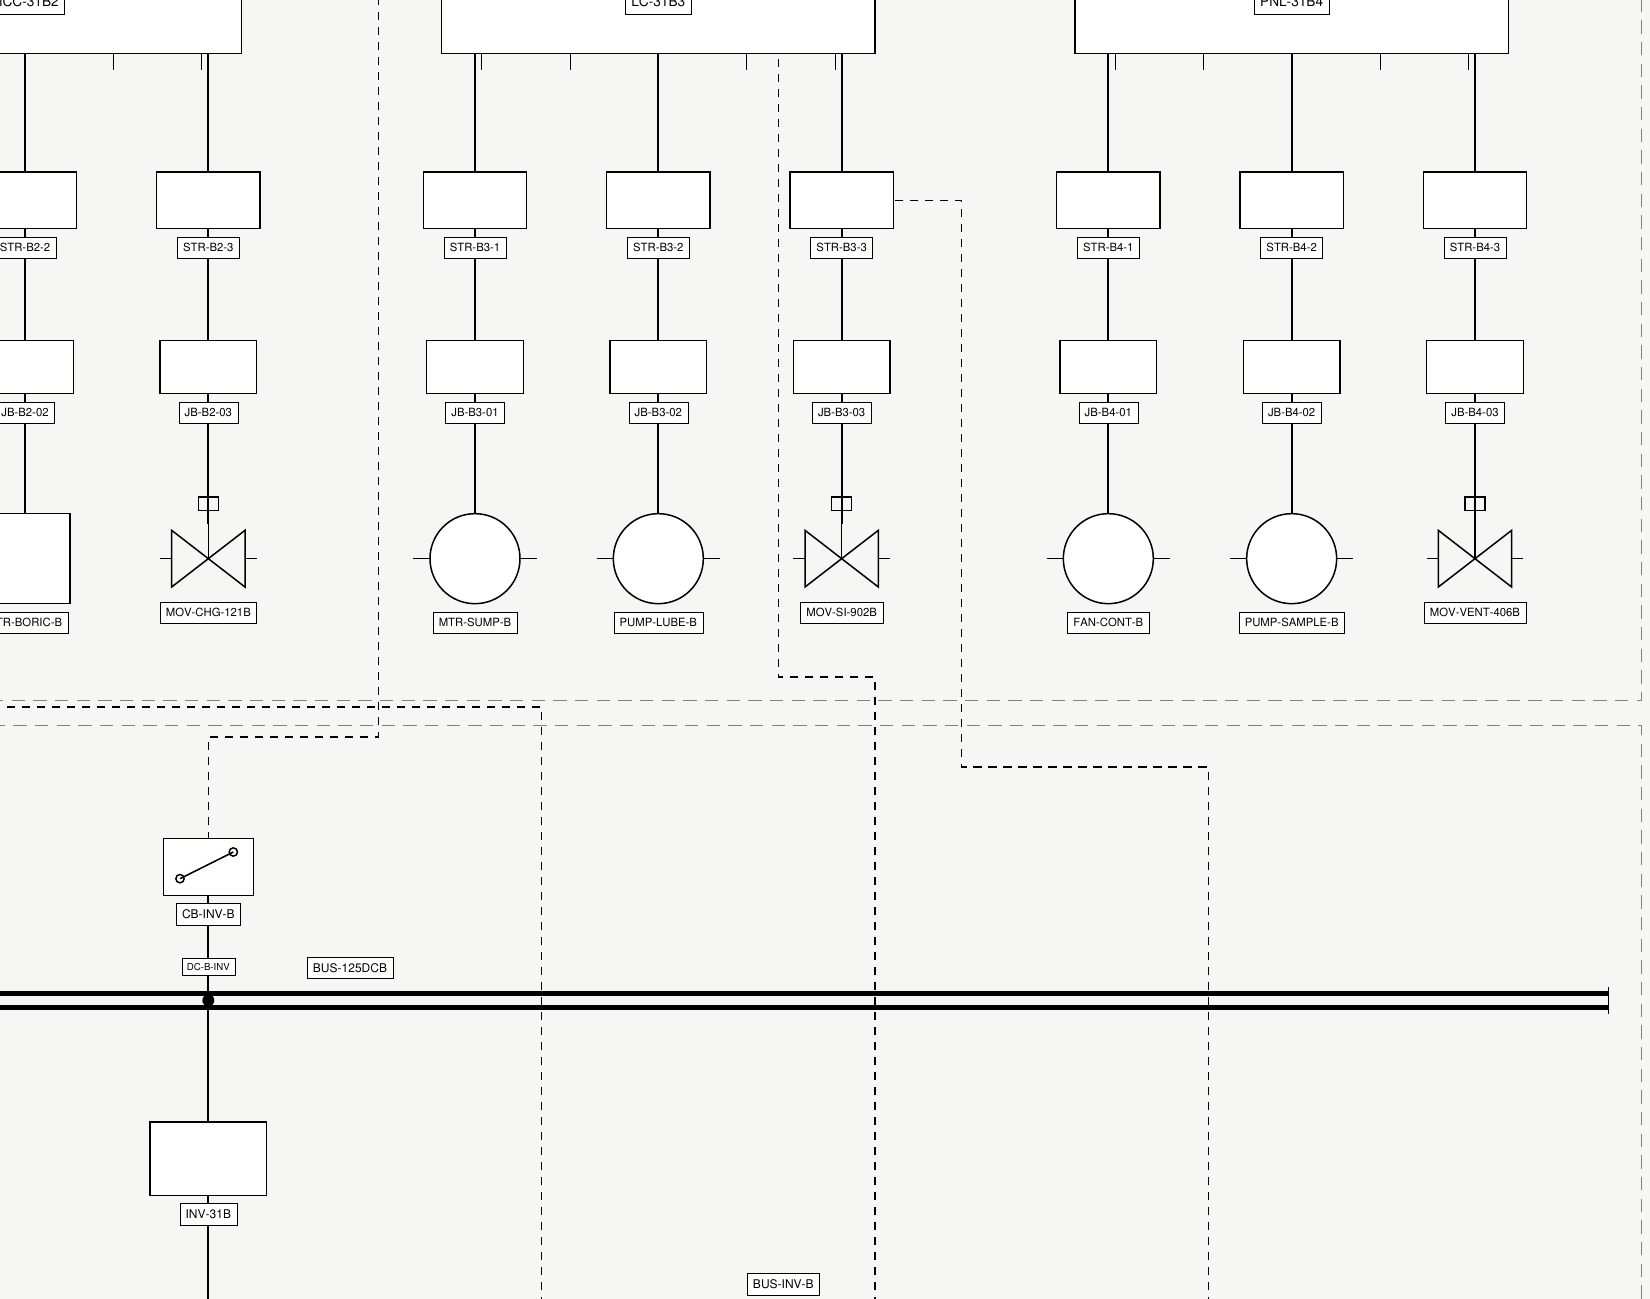 LC-31B3
PNL-31B4
STR-B2-2
STR-B2-3
STR-B3-1
STR-B3-2
STR-B3-3
STR-B4-1
STR-B4-2
STR-B4-3
JB-B2-02
JB-B2-03
JB-B3-01
JB-B3-02
JB-B3-03
JB-B4-01
JB-B4-02
JB-B4-03
TR-BORIC-B
MOV-CHG-121B
MTR-SUMP-B
PUMP-LUBE-B
MOV-SI-902B
FAN-CONT-B
PUMP-SAMPLE-B
MOV-VENT-406B
CB-INV-B
DC-B-INV
BUS-125DCB
INV-31B
BUS-INV-B